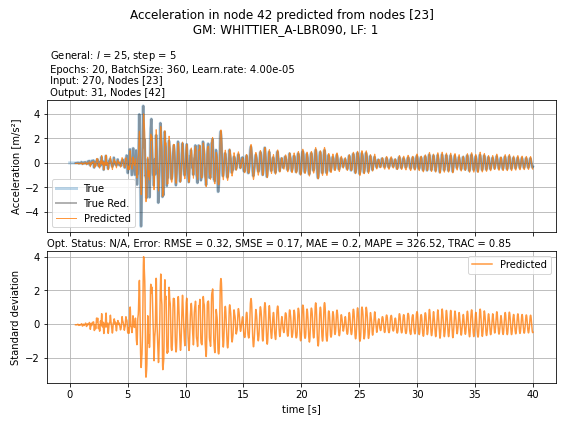 Acceleration in node 42 predicted from nodes [23]
GM: WHITTIER_A-LBR090, LF: 1
General: l = 25, step = 5
Epochs: 20, BatchSize: 360, Learn.rate: 4.00e-05
Input: 270, Nodes [23]
Output: 31, Nodes [42]
Acceleration [m/s²]
4
2
0
−2
−4
True
True Red.
Predicted
Opt. Status: N/A, Error: RMSE = 0.32, SMSE = 0.17, MAE = 0.2, MAPE = 326.52, TRAC = 0.85
Standard deviation
4
2
0
−2
Predicted
0 5 10 15 20 25 30 35 40
time [s]